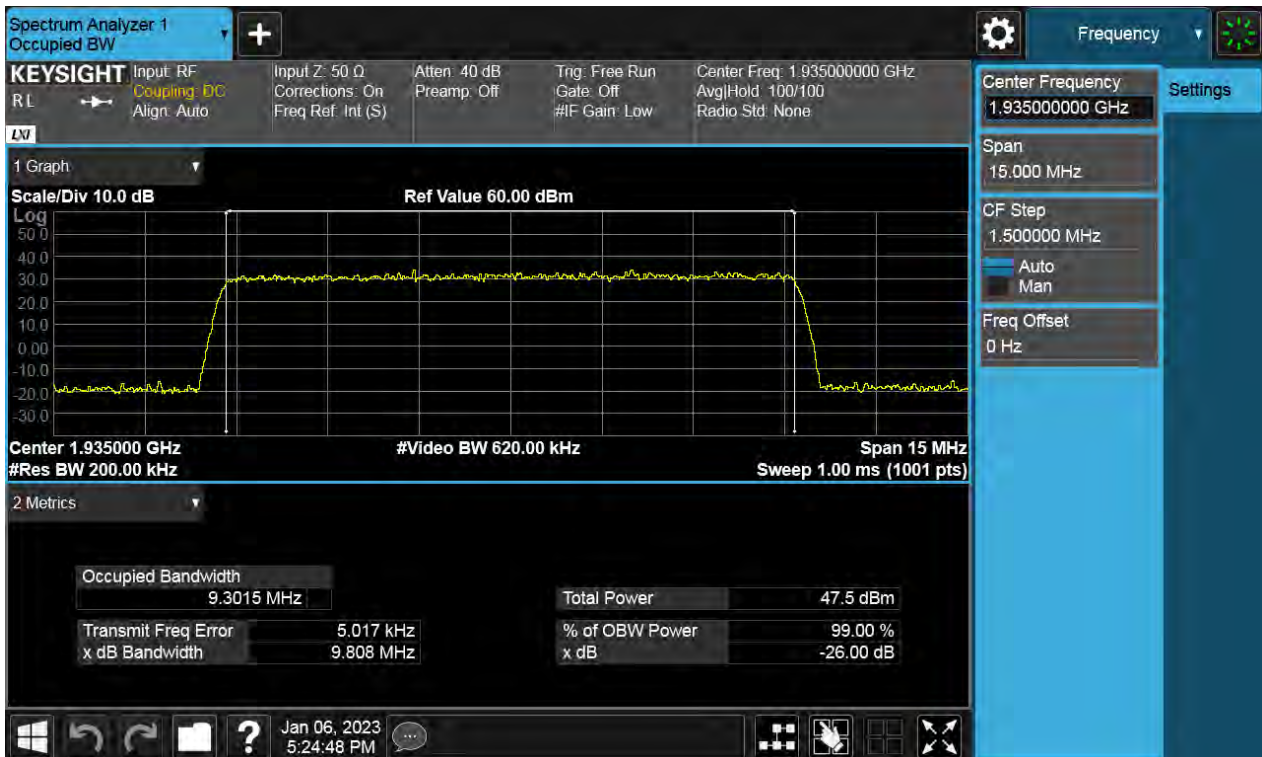 Spectrum Analyzer 1
Occupied BW
+
Frequency
KEYSIGHT
R L
LXI
Input: RF
Coupling: DC
Align: Auto
Input Z: 50 Ω
Corrections: On
Freq Ref: Int (S)
Atten: 40 dB
Preamp: Off
Trig: Free Run
Gate: Off
#IF Gain: Low
Center Freq: 1.935000000 GHz
Avg|Hold: 100/100
Radio Std: None
Center Frequency
1.935000000 GHz
Settings
Span
15.000 MHz
CF Step
1.500000 MHz
Auto
Man
Freq Offset
0 Hz
1 Graph
Scale/Div 10.0 dB
Ref Value 60.00 dBm
Log
50.0
40.0
30.0
20.0
10.0
0.00
-10.0
-20.0
-30.0
Center 1.935000 GHz
#Video BW 620.00 kHz
Span 15 MHz
#Res BW 200.00 kHz
Sweep 1.00 ms (1001 pts)
2 Metrics
Occupied Bandwidth
9.3015 MHz
Total Power 47.5 dBm
Transmit Freq Error 5.017 kHz
% of OBW Power 99.00 %
x dB Bandwidth 9.808 MHz
x dB -26.00 dB
?
Jan 06, 2023
5:24:48 PM